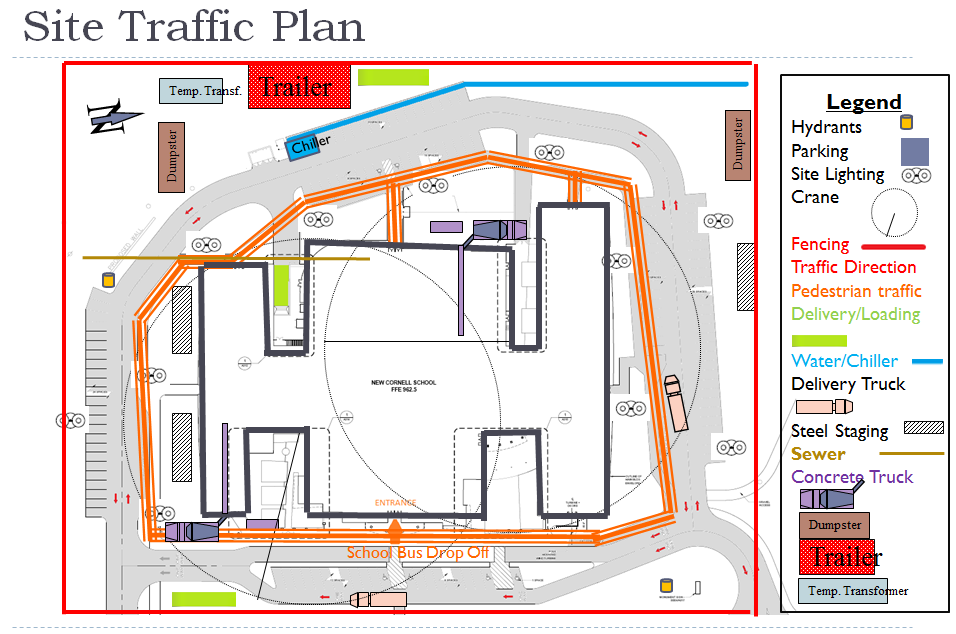 Site Traffic Plan
Temp. Transf.
Trailer
N
Chiller
Dumpster
Dumpster
NEW CORNELL SCHOOL
FFE 962.5
ENTRANCE
School Bus Drop Off
Legend
Hydrants
Parking
Site Lighting
Crane
Fencing
Traffic Direction
Pedestrian traffic
Delivery/Loading
Water/Chiller
Delivery Truck
Steel Staging
Sewer
Concrete Truck
Dumpster
Trailer
Temp. Transformer